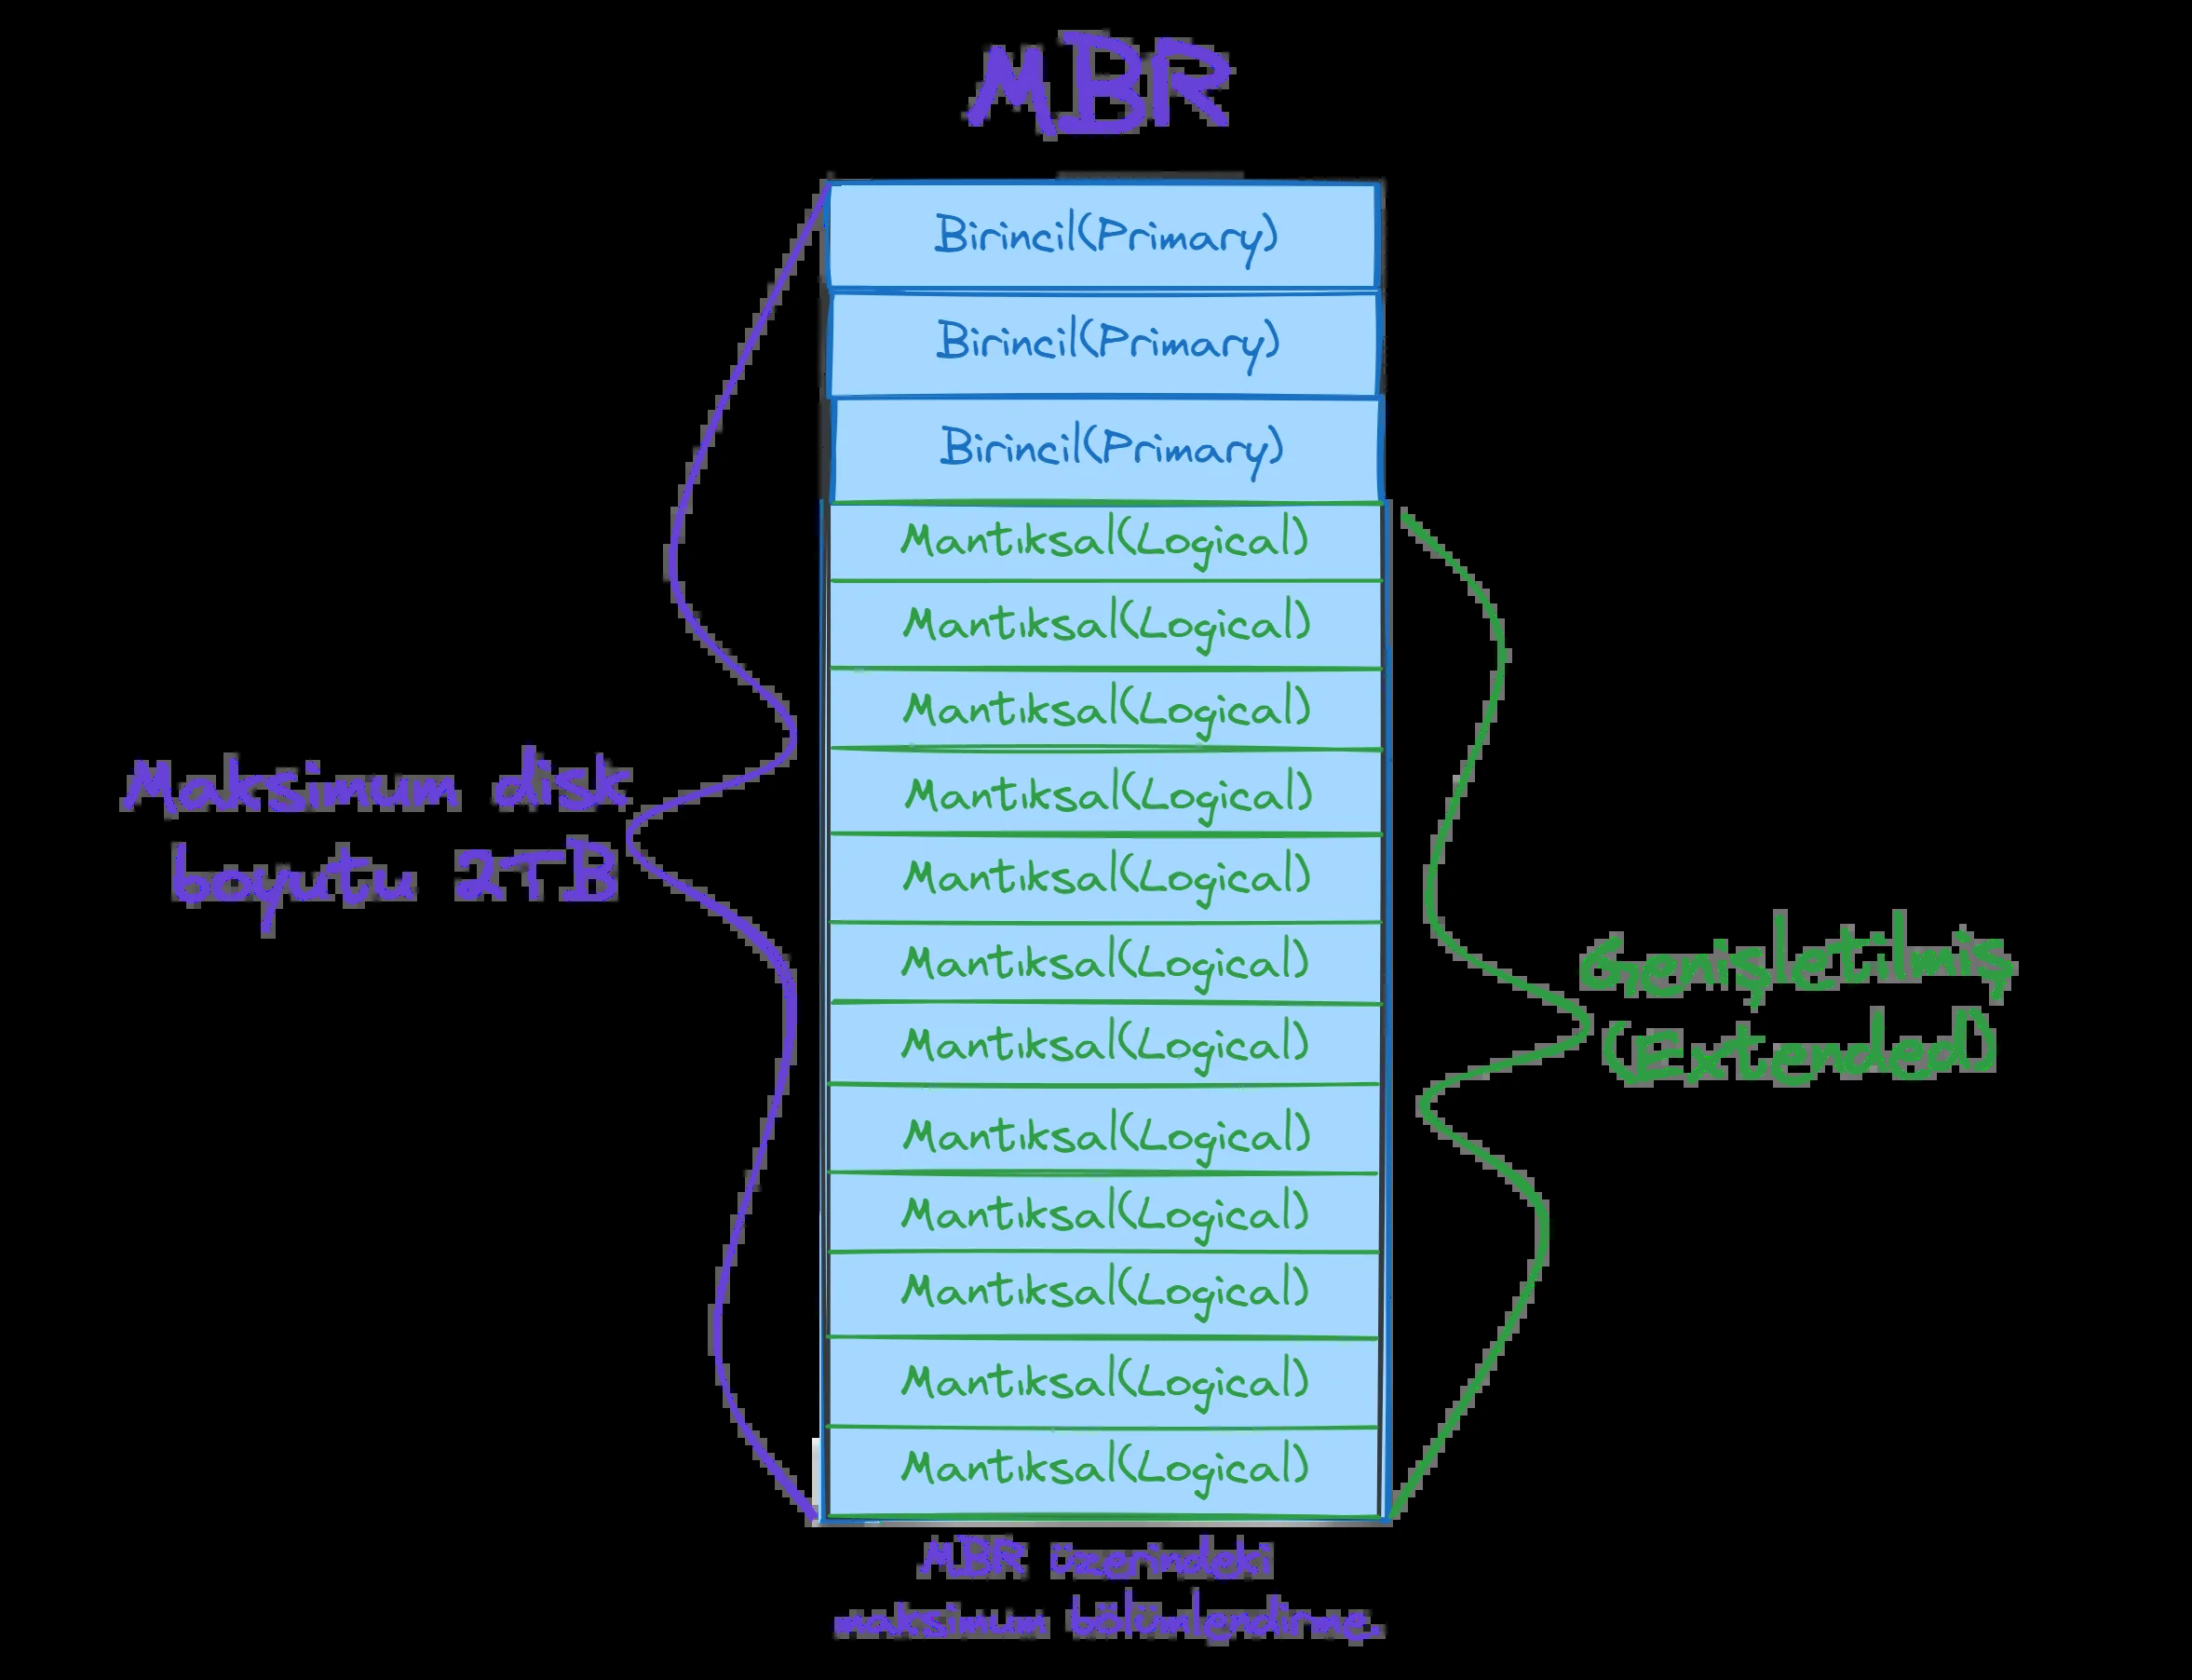 MBR
Birincil(Primary)
Birincil(Primary)
Birincil(Primary)
Mantıksal(Logical)
Mantıksal(Logical)
Mantıksal(Logical)
Mantıksal(Logical)
Mantıksal(Logical)
Mantıksal(Logical)
Mantıksal(Logical)
Mantıksal(Logical)
Mantıksal(Logical)
Mantıksal(Logical)
Mantıksal(Logical)
Mantıksal(Logical)
Maksimum disk
boyutu 2TB
Genişletilmiş
(Extended)
MBR üzerindeki
maksimum bölümlendirme.